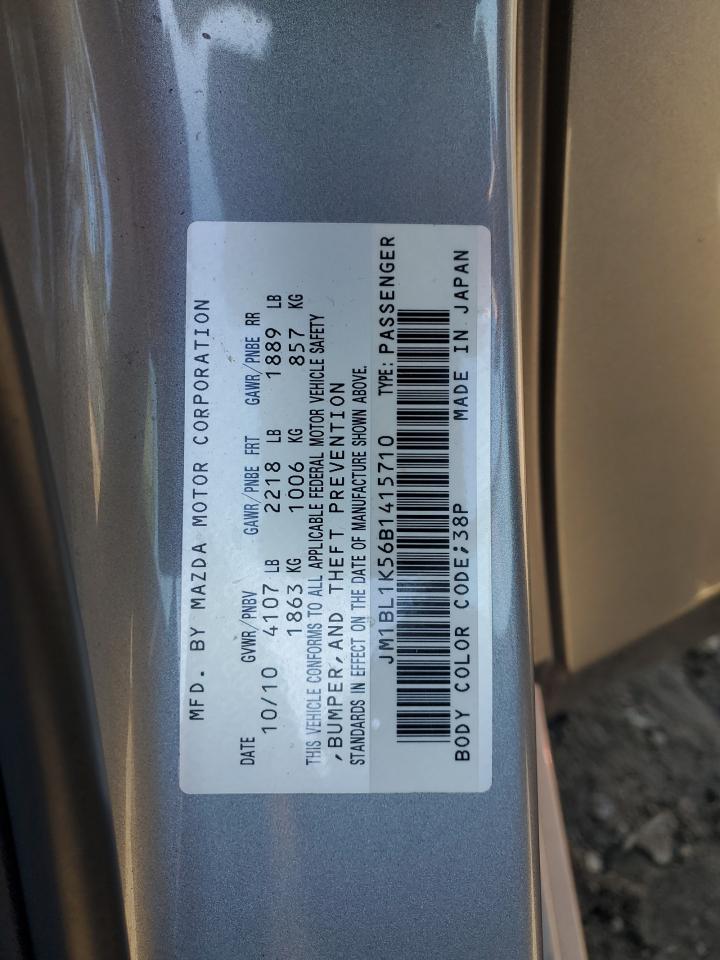 MFD. BY MAZDA MOTOR CORPORATION
DATE GVWR/PNBV GAWR/PNBE FRT GAWR/PNBE RR
10/10 4107 LB 2218 LB 1889 LB
1863 KG 1006 KG 857 KG
THIS VEHICLE CONFORMS TO ALL APPLICABLE FEDERAL MOTOR VEHICLE SAFETY
,BUMPER,AND THEFT PREVENTION
STANDARDS IN EFFECT ON THE DATE OF MANUFACTURE SHOWN ABOVE.
JM1BL1K56B1415710 TYPE: PASSENGER
BODY COLOR CODE;38P MADE IN JAPAN